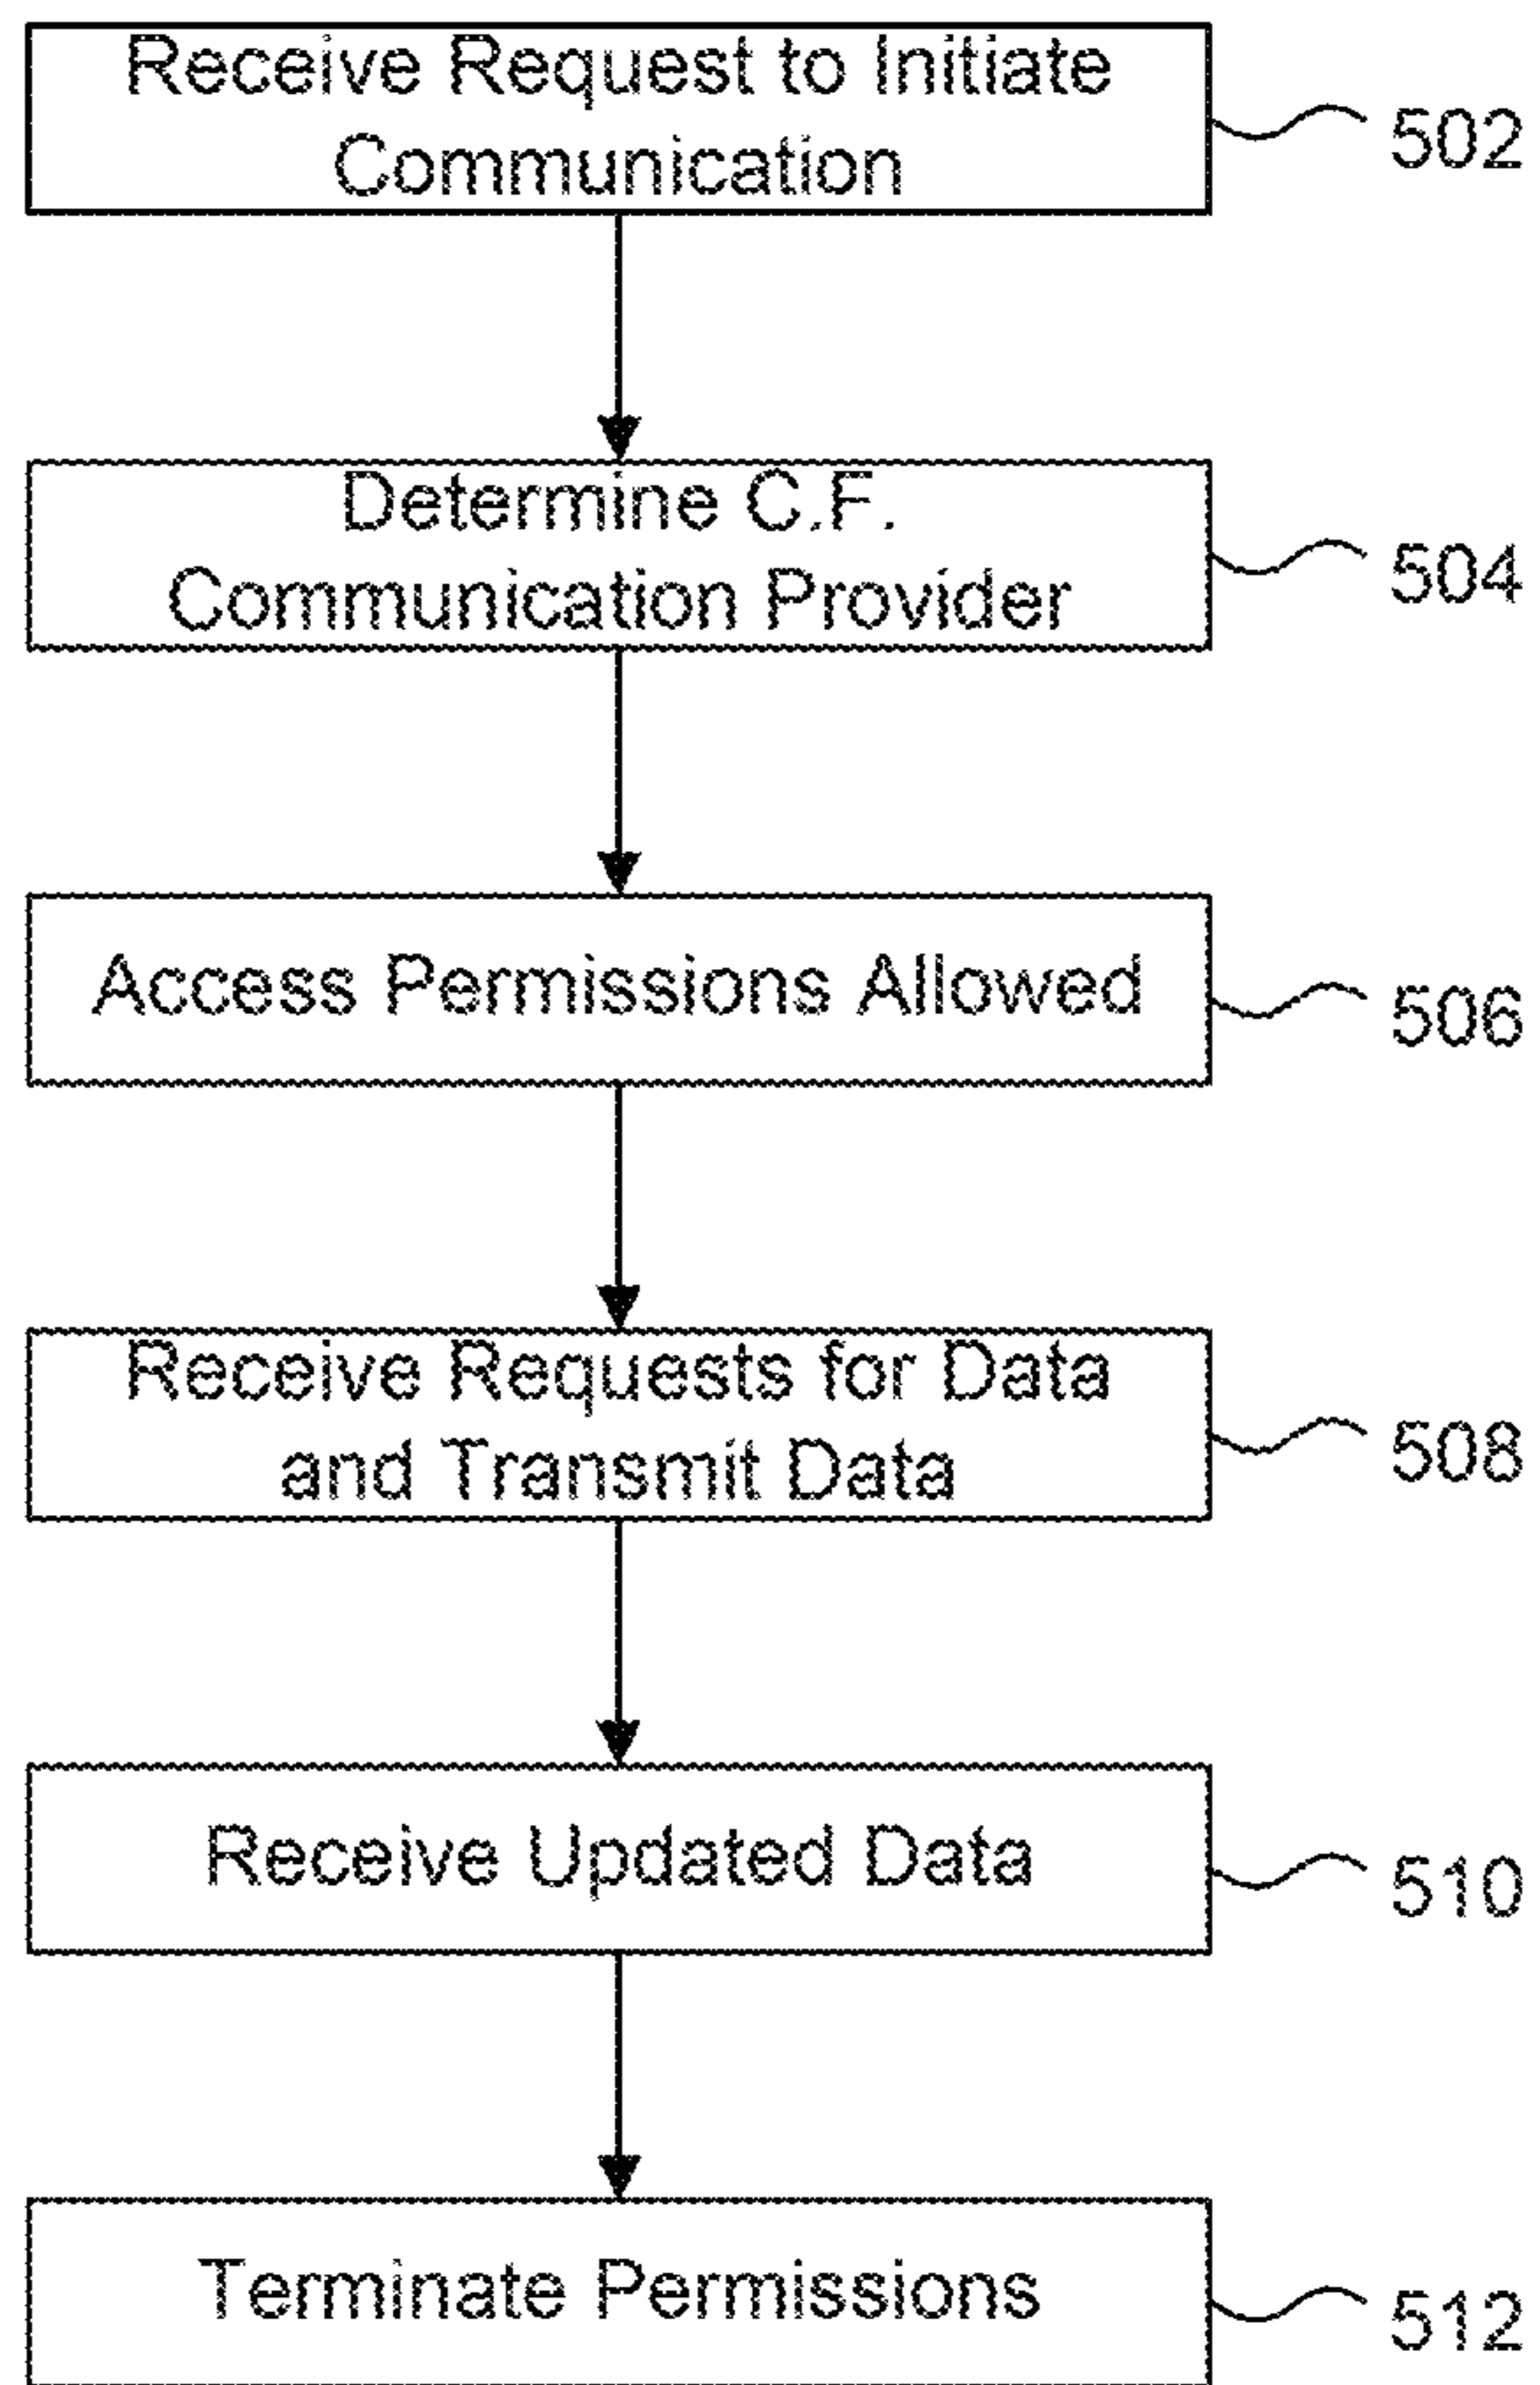 Receive Request to Initiate
Communication
502
Determine C.F.
Communication Provider
504
Access Permissions Allowed
506
Receive Requests for Data
and Transmit Data
508
Receive Updated Data
510
Terminate Permissions
512